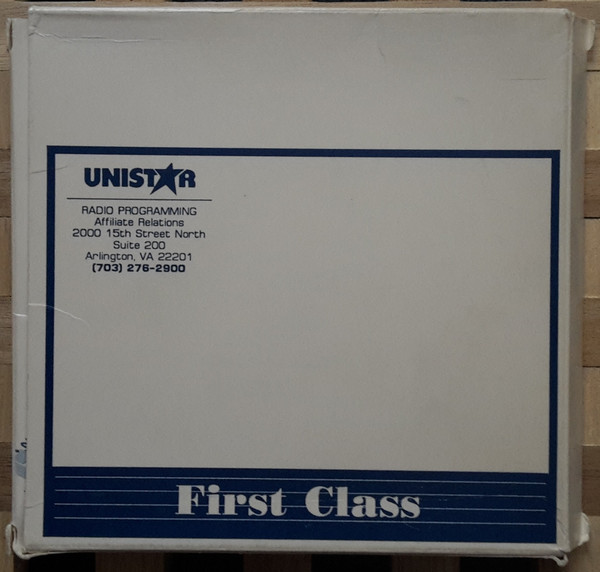 UNISTAR
RADIO PROGRAMMING
Affiliate Relations
2000 15th Street North
Suite 200
Arlington, VA 22201
(703) 276-2900
First Class